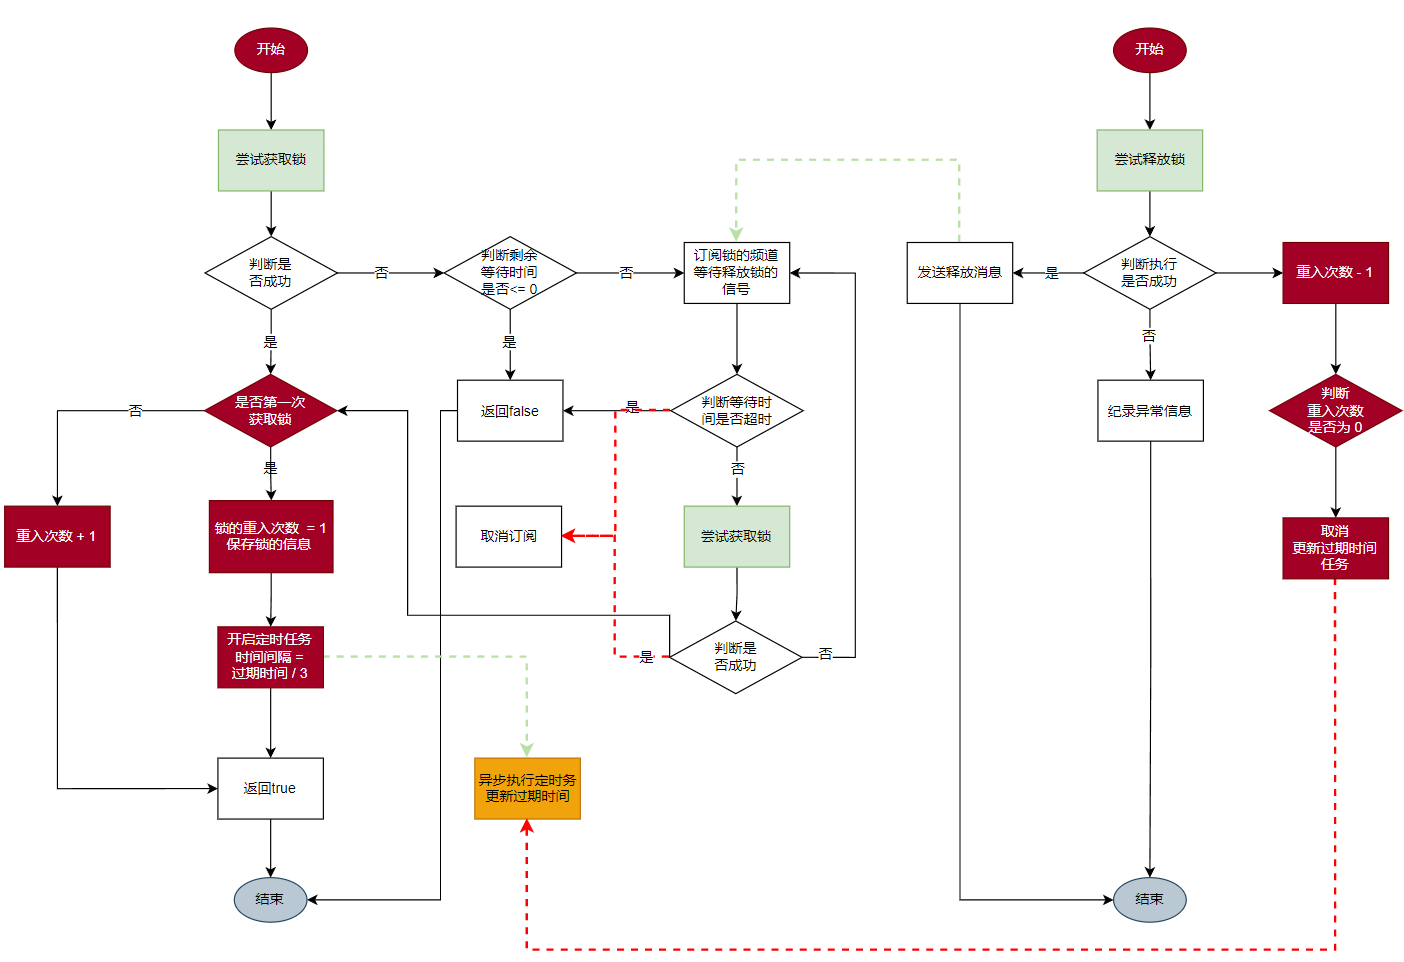 开始
开始
尝试获取锁
尝试释放锁
判断是
否成功
否
判断剩余
等待时间
是否<= 0
否
订阅锁的频道
等待释放锁的
信号
发送释放消息
是
判断执行
是否成功
重入次数 - 1
是
是
否
否
是否第一次
获取锁
返回false
是
判断等待时
间是否超时
纪录异常信息
判断
重入次数
是否为 0
是
否
重入次数 + 1
锁的重入次数 = 1
保存锁的信息
取消订阅
尝试获取锁
取消
更新过期时间
任务
开启定时任务
时间间隔 =
过期时间 / 3
是
判断是
否成功
否
返回true
异步执行定时务
更新过期时间
结束
结束